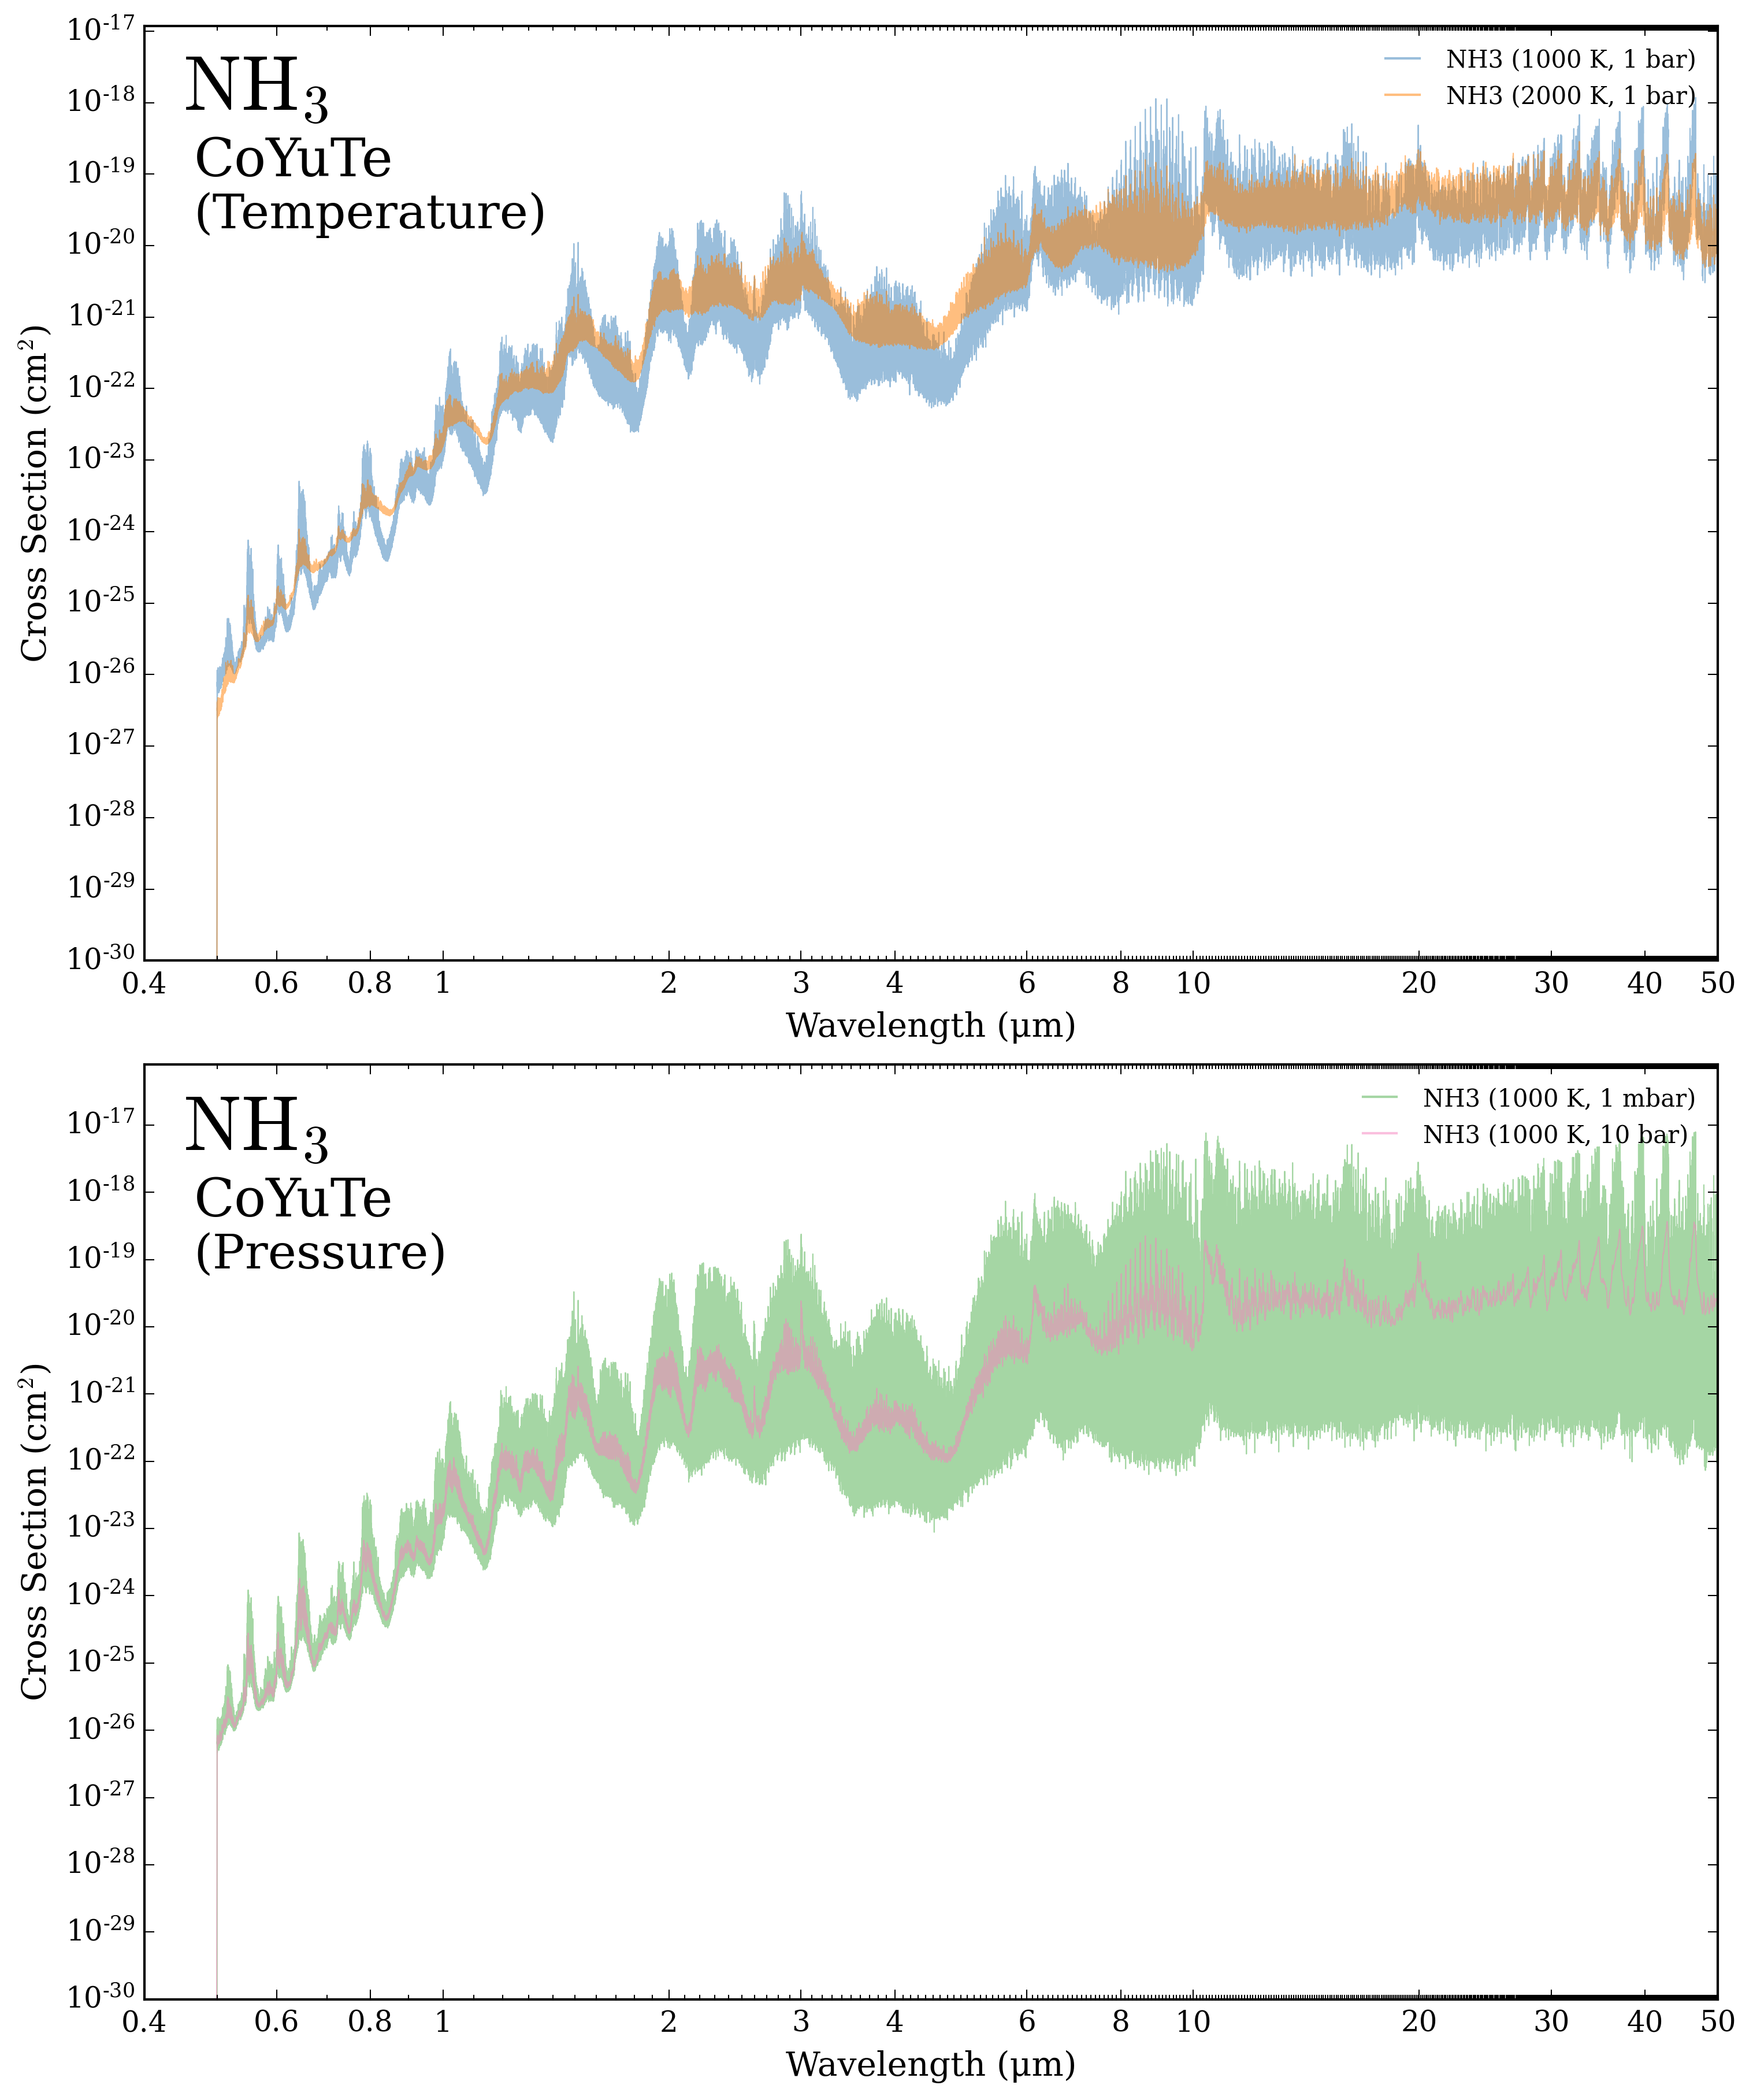 NH₃
CoYuTe
(Temperature)
NH3 (1000 K, 1 bar)
NH3 (2000 K, 1 bar)
Cross Section (cm²)
10⁻¹⁷
10⁻¹⁸
10⁻¹⁹
10⁻²⁰
10⁻²¹
10⁻²²
10⁻²³
10⁻²⁴
10⁻²⁵
10⁻²⁶
10⁻²⁷
10⁻²⁸
10⁻²⁹
10⁻³⁰
0.4 0.6 0.8 1 2 3 4 6 8 10 20 30 40 50
Wavelength (μm)
NH₃
CoYuTe
(Pressure)
NH3 (1000 K, 1 mbar)
NH3 (1000 K, 10 bar)
Cross Section (cm²)
10⁻¹⁷
10⁻¹⁸
10⁻¹⁹
10⁻²⁰
10⁻²¹
10⁻²²
10⁻²³
10⁻²⁴
10⁻²⁵
10⁻²⁶
10⁻²⁷
10⁻²⁸
10⁻²⁹
10⁻³⁰
0.4 0.6 0.8 1 2 3 4 6 8 10 20 30 40 50
Wavelength (μm)